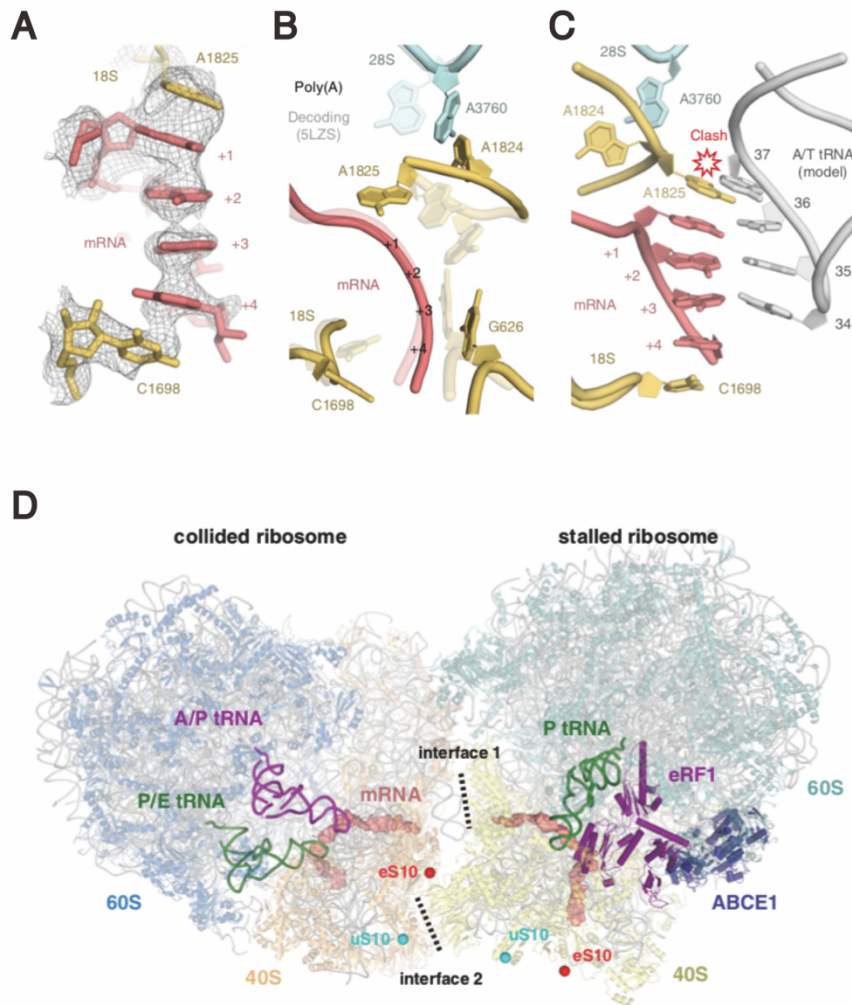 A
18S
A1825
+1
+2
mRNA
+3
+4
C1698
B
28S
Poly(A)
Decoding
(5LZS)
A3760
A1824
A1825
+1
+2
mRNA
+3
+4
18S
G626
C1698
C
28S
A1824
A3760
Clash
37
A/T tRNA
(model)
A1825
36
+1
+2
35
mRNA
+3
34
+4
18S
C1698
D
collided ribosome
stalled ribosome
A/P tRNA
P tRNA
interface 1
eRF1
P/E tRNA
mRNA
60S
eS10
60S
ABCE1
uS10
uS10
eS10
40S
interface 2
40S